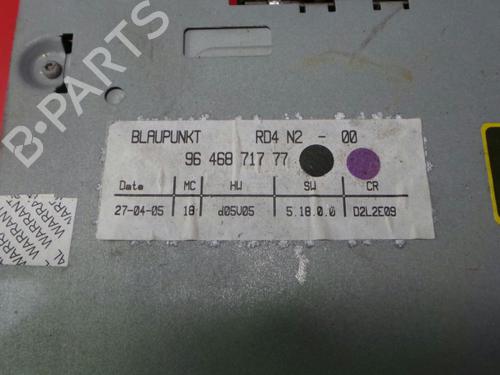 B-PARTS
BLAUPUNKT RD4 N2 - 00
96 468 717 77
Date MC HW SW CR
27-04-05 18 d05V05 5.18.0.0 D2L2E09
WARRANT